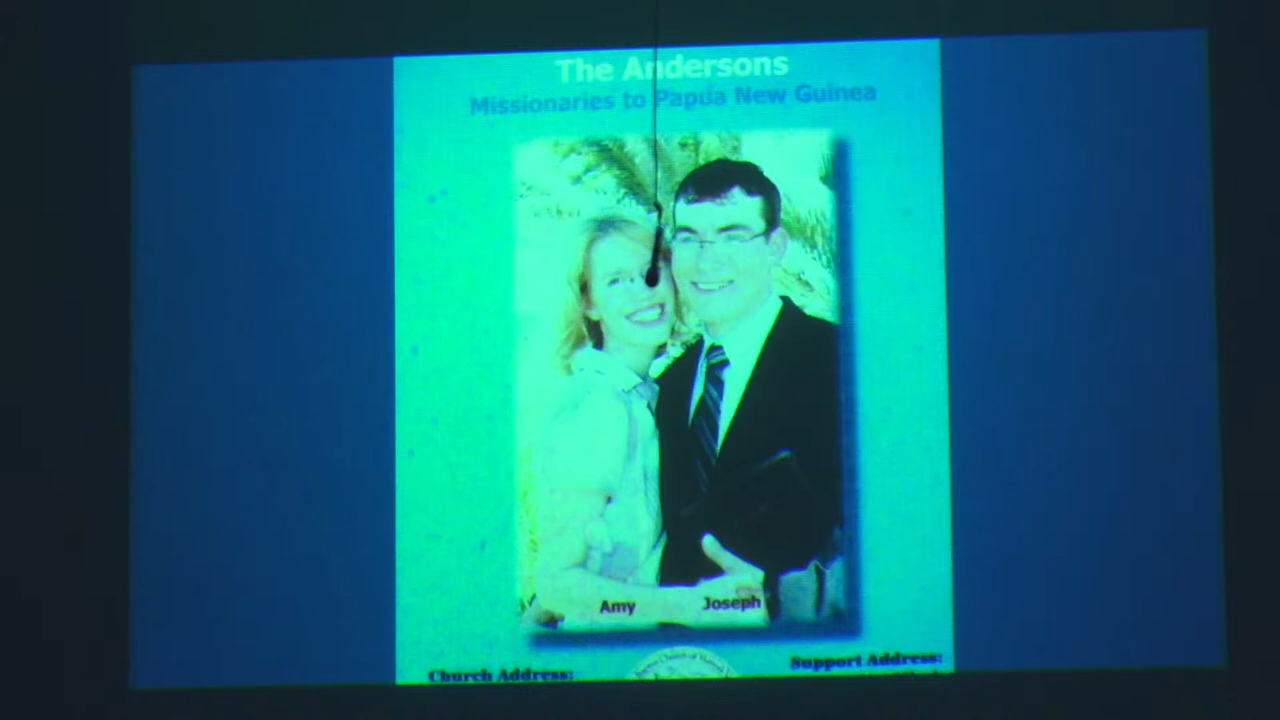 The Andersons
Missionaries to Papua New Guinea
Amy Joseph
Church Address:
Support Address: